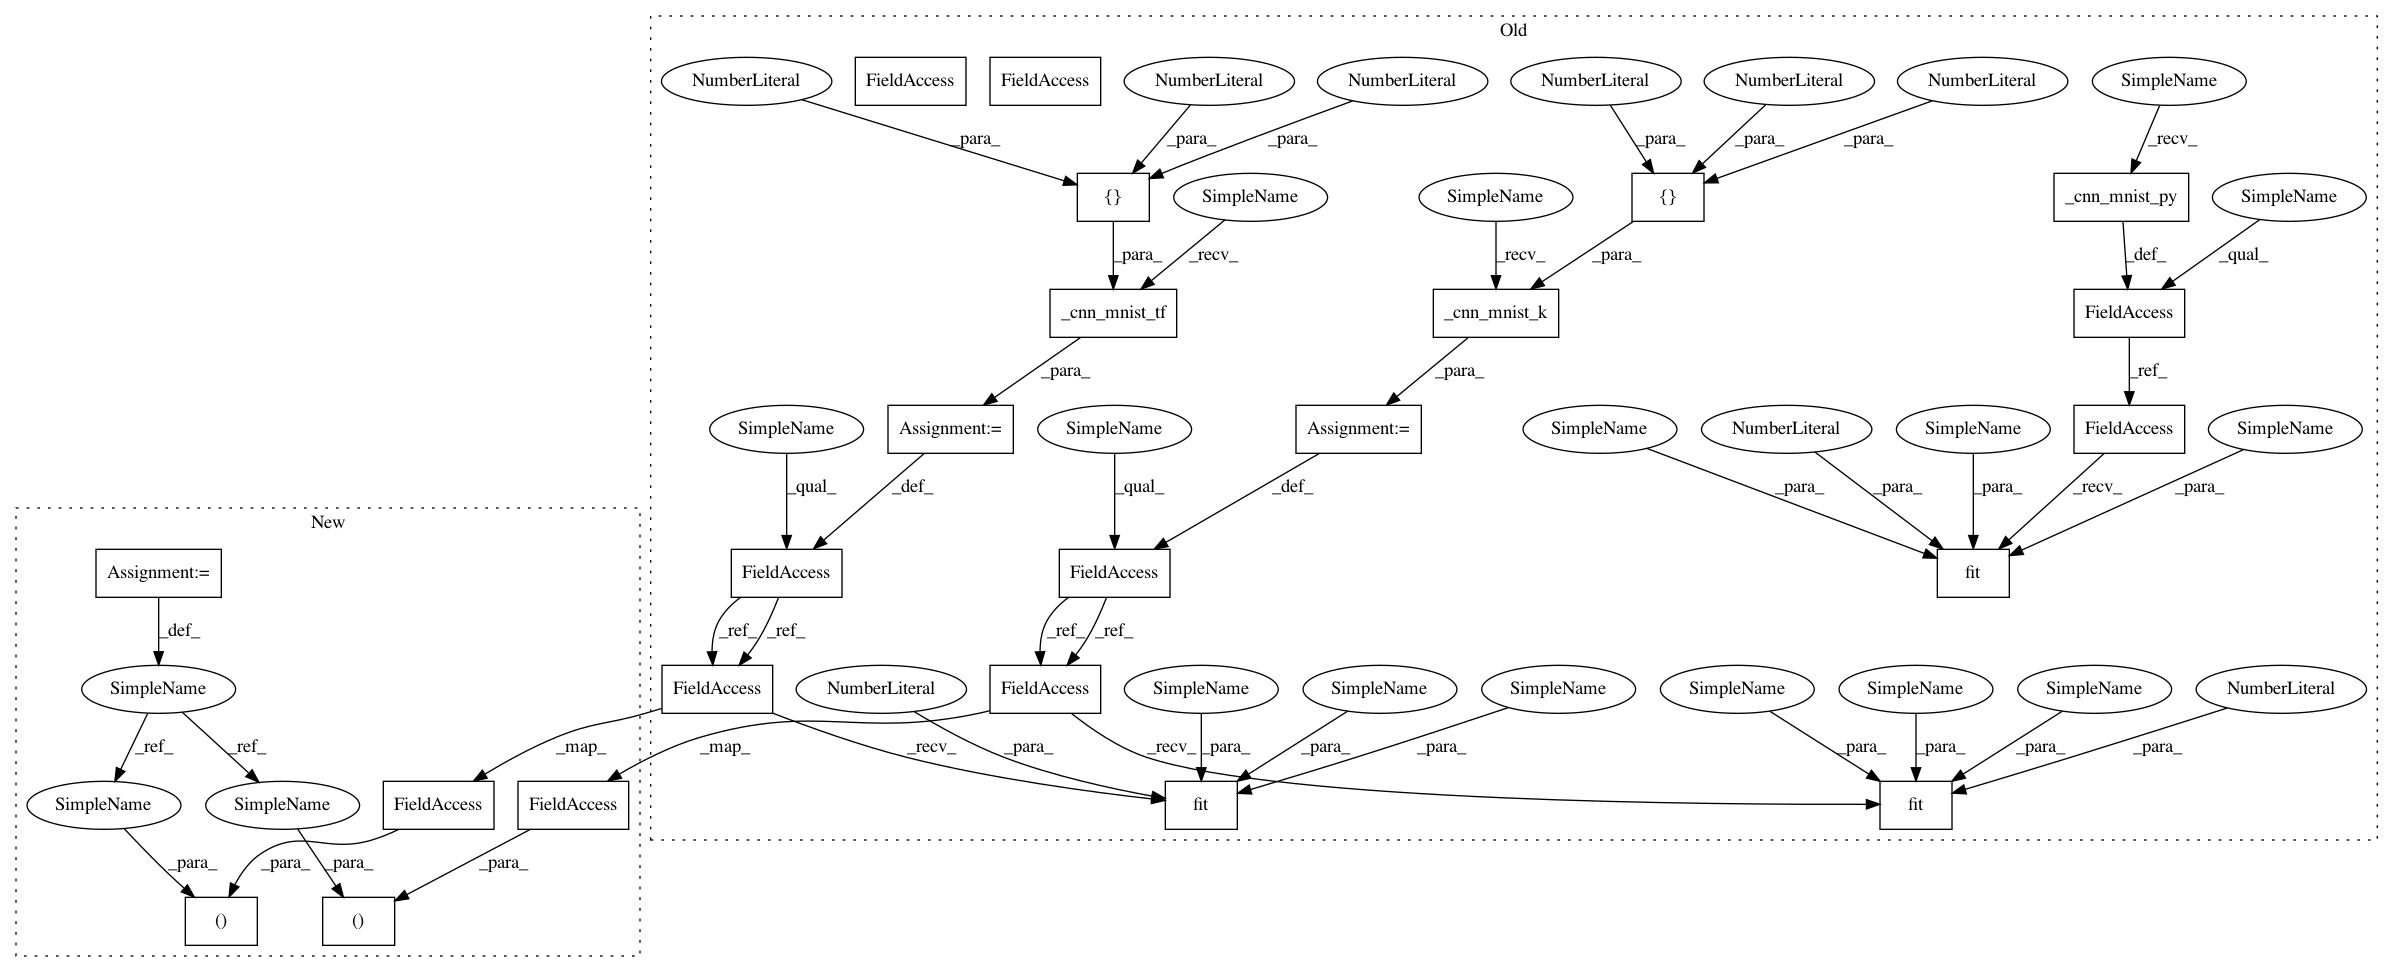 Old
NumberLiteral FieldAccess FieldAccess NumberLiteral NumberLiteral NumberLiteral NumberLiteral NumberLiteral SimpleName
_para_ _para_ _para_ _para_ _para_ _para_ _recv_
{} SimpleName SimpleName {} _cnn_mnist_py SimpleName
_para_ _recv_ _recv_ _para_ _def_ _qual_
_cnn_mnist_tf _cnn_mnist_k FieldAccess
_para_ _para_ _ref_
SimpleName Assignment:= SimpleName Assignment:= SimpleName NumberLiteral SimpleName FieldAccess SimpleName
_qual_ _def_ _qual_ _def_ _para_ _para_ _para_ _recv_ _para_
New
Assignment:= FieldAccess FieldAccess fit
_def_ _ref_ _ref_ _ref_ _ref_
SimpleName FieldAccess NumberLiteral FieldAccess SimpleName SimpleName SimpleName SimpleName SimpleName SimpleName NumberLiteral
_ref_ _ref_ _map_ _map_ _recv_ _para_ _recv_ _para_ _para_ _para_ _para_ _para_ _para_ _para_
SimpleName SimpleName FieldAccess FieldAccess fit fit
_para_ _para_ _para_ _para_
() ()